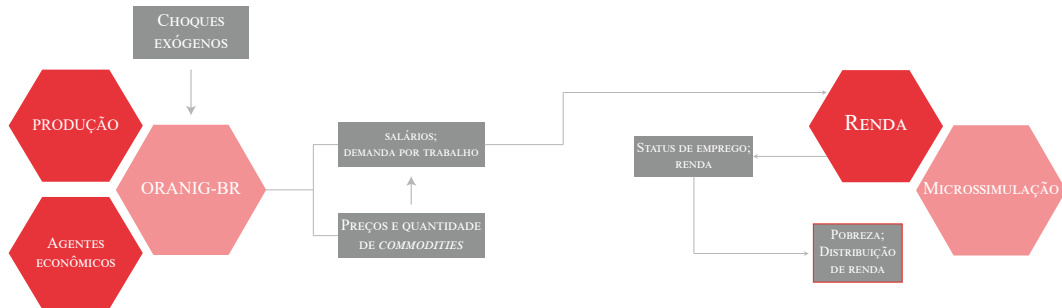 CHOQUES
EXÓGENOS
PRODUÇÃO
ORANIG-BR
AGENTES
ECONÔMICOS
SALÁRIOS;
DEMANDA POR TRABALHO
PREÇOS E QUANTIDADE
DE COMMODITIES
RENDA
STATUS DE EMPREGO;
RENDA
MICROSSIMULAÇÃO
POBREZA;
DISTRIBUIÇÃO
DE RENDA